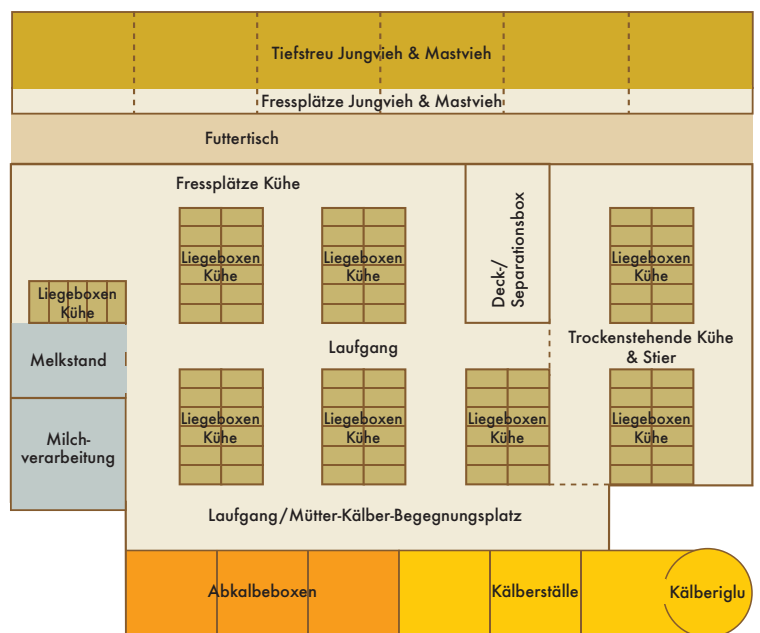 Tiefstreu Jungvieh & Mastvieh
Fressplätze Jungvieh & Mastvieh
Futtertisch
Fressplätze Kühe
Deck-/
Separationsbox
Liegeboxen
Kühe
Liegeboxen
Kühe
Liegeboxen
Kühe
Liegeboxen
Kühe
Melkstand
Laufgang
Trockenstehende Kühe
& Stier
Milch-
verarbeitung
Liegeboxen
Kühe
Liegeboxen
Kühe
Liegeboxen
Kühe
Liegeboxen
Kühe
Laufgang/Mütter-Kälber-Begegnungsplatz
Abkalbeboxen
Kälberställe
Kälberiglu